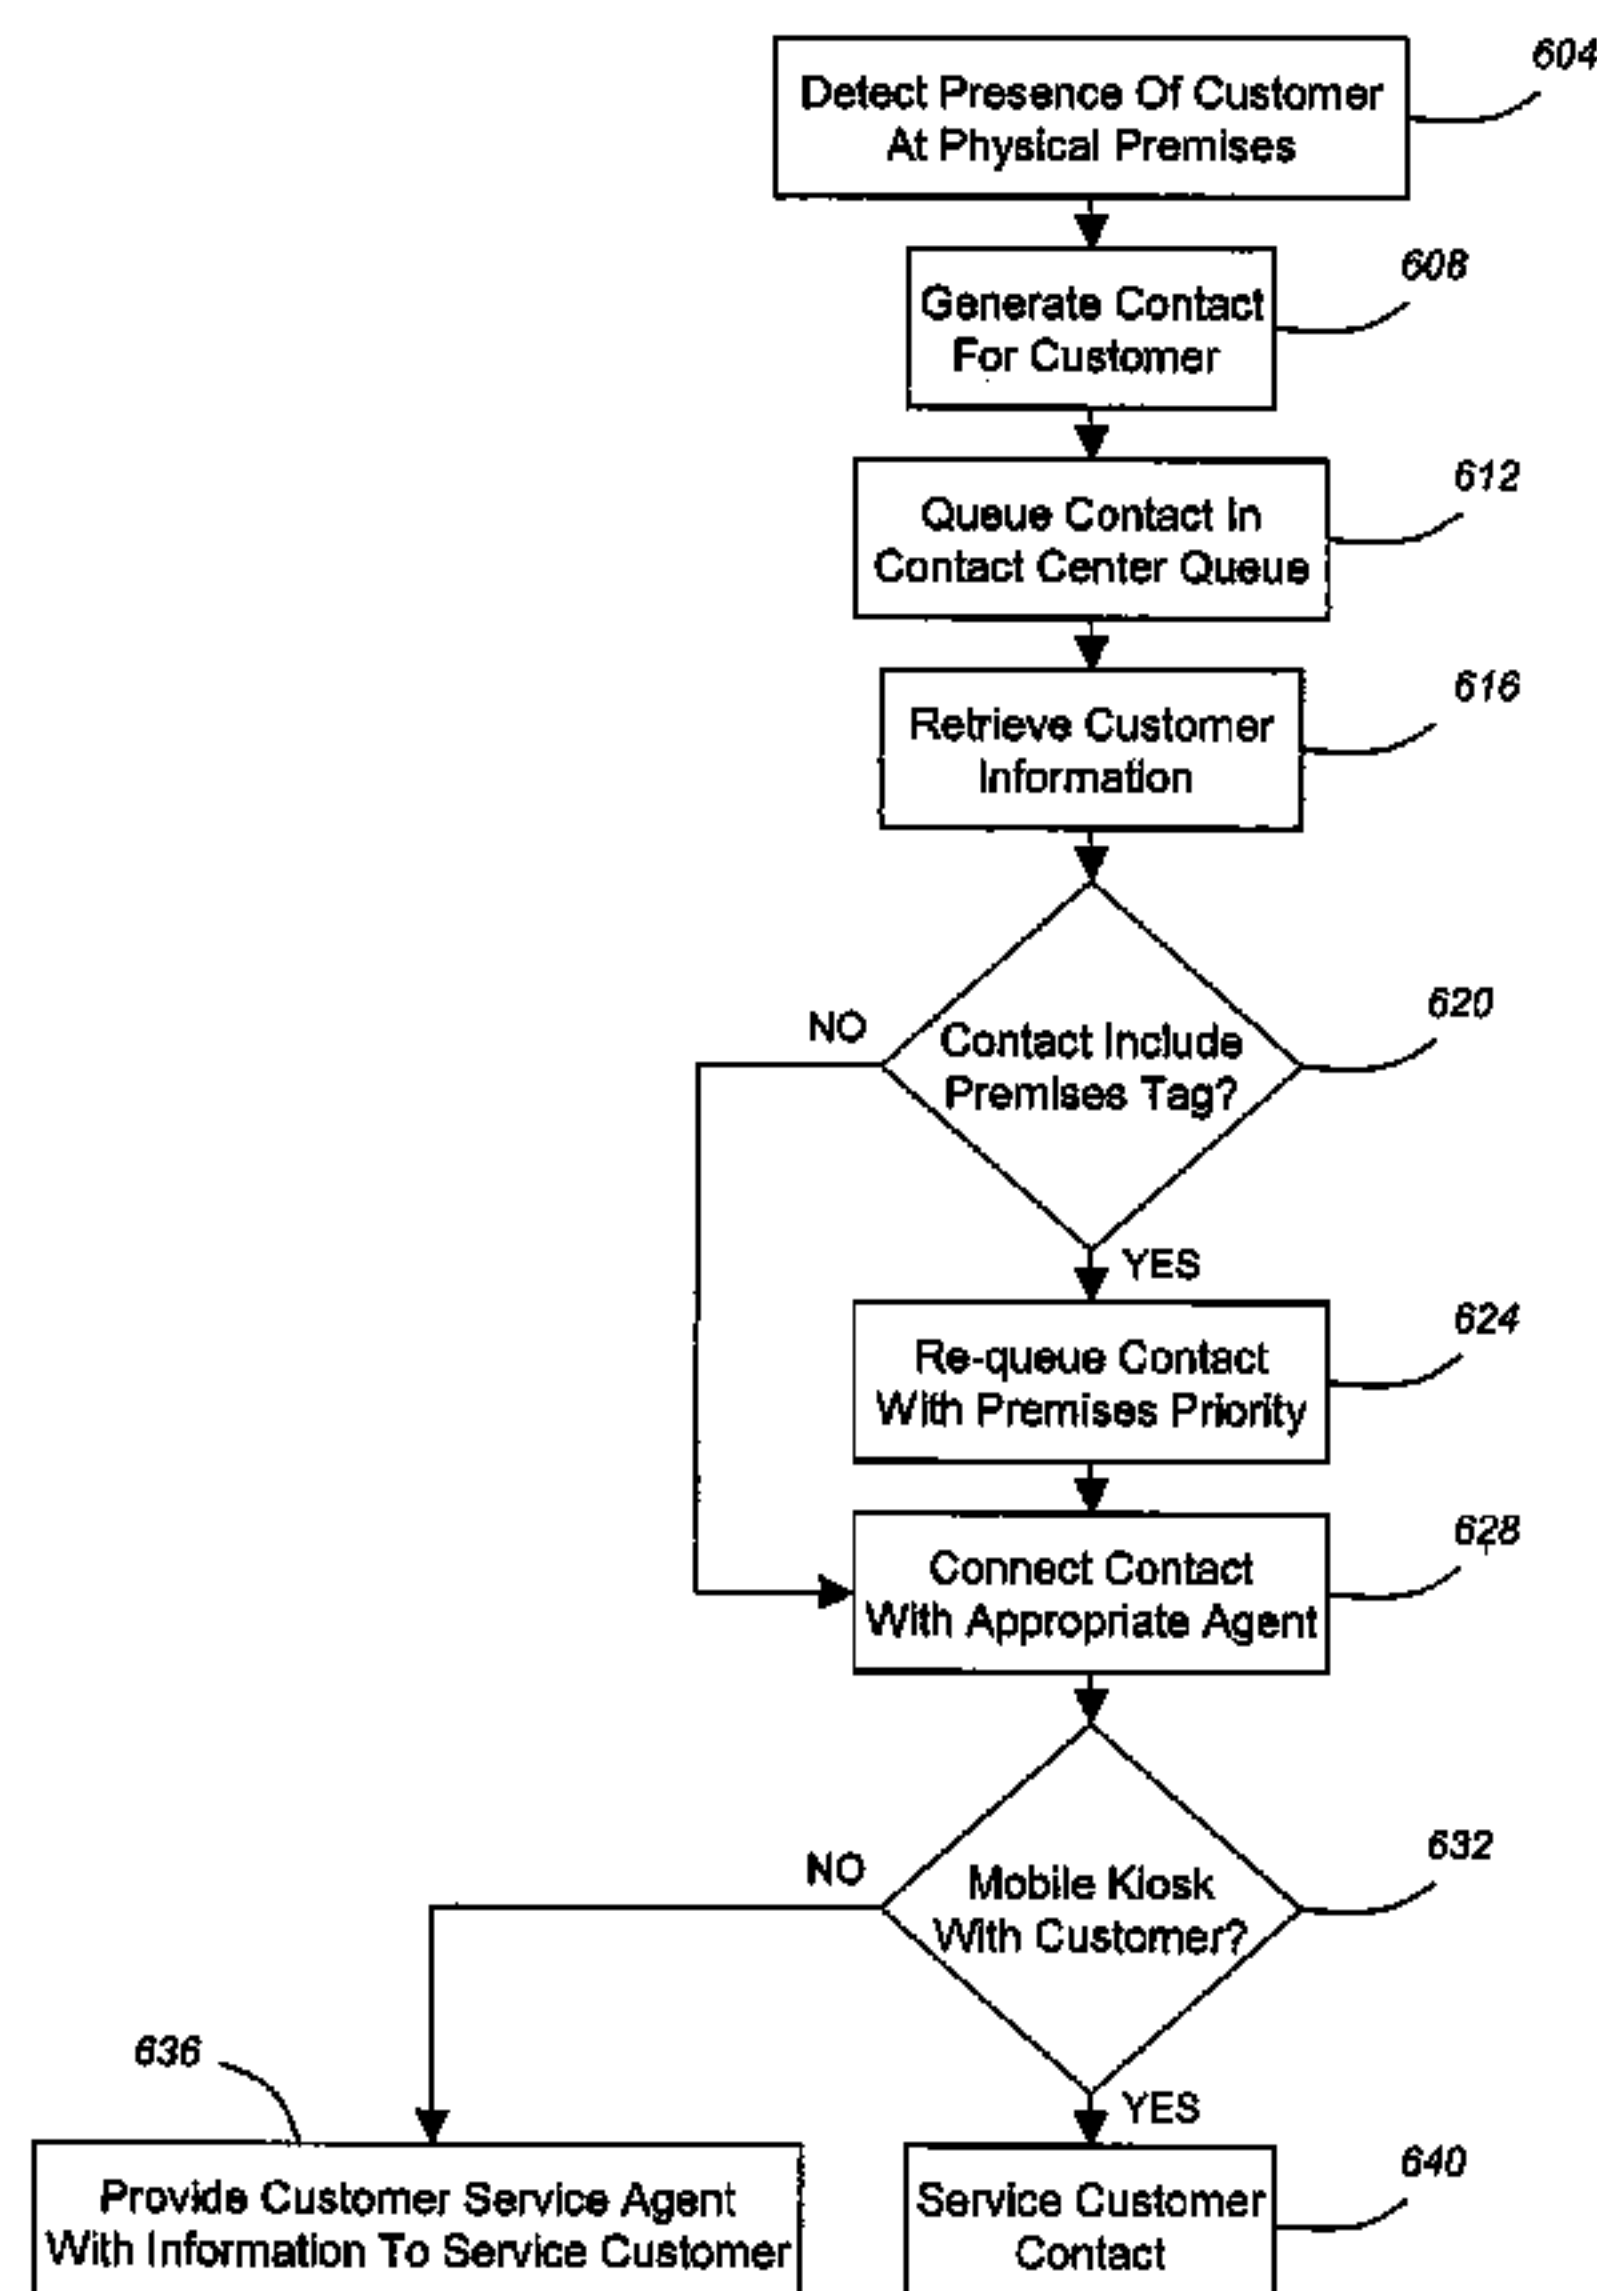 604
Detect Presence Of Customer
At Physical Premises
608
Generate Contact
For Customer
612
Queue Contact In
Contact Center Queue
616
Retrieve Customer
Information
620
NO
Contact Include
Premises Tag?
YES
624
Re-queue Contact
With Premises Priority
628
Connect Contact
With Appropriate Agent
632
NO
Mobile Kiosk
With Customer?
636
YES
640
Provide Customer Service Agent
With Information To Service Customer
Service Customer
Contact